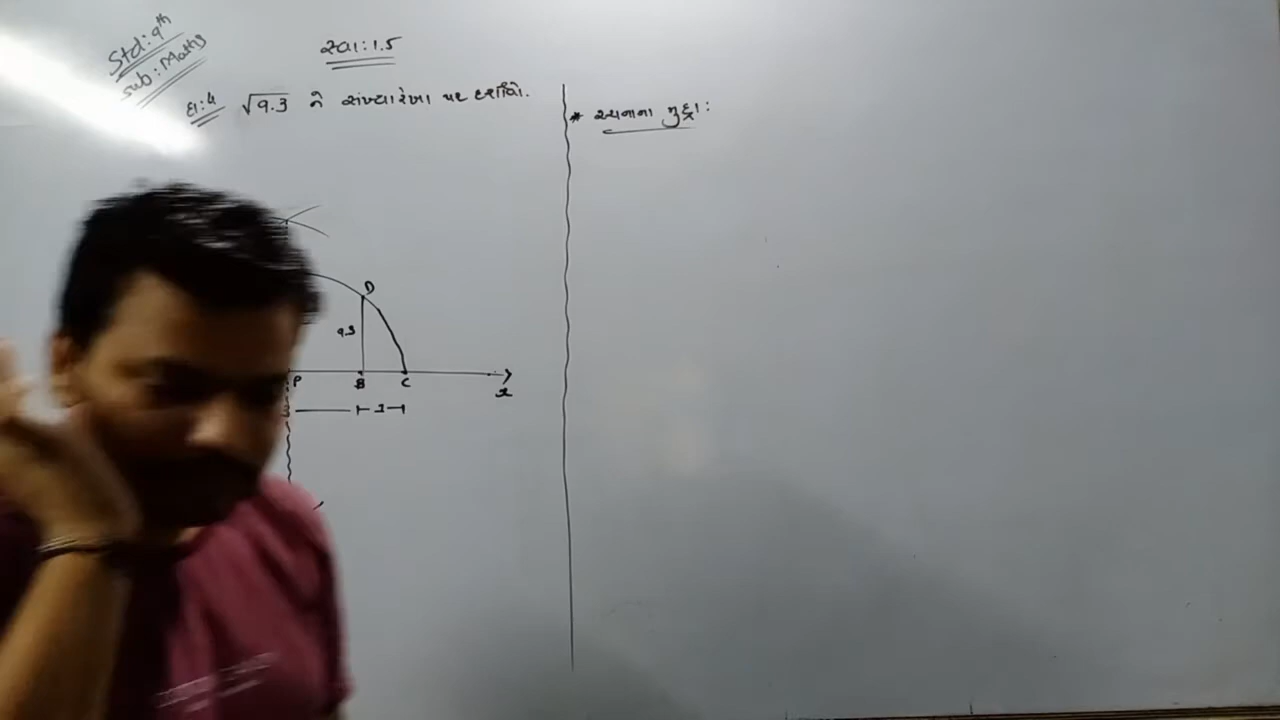 Std: 9th
Sub: Maths
સ્વા: 1.5
દા: 4 √9.3 ને સંખ્યારેખા પર દર્શાવો.
* રચનાના મુદ્દા:
D
9.3
P B C
x
1